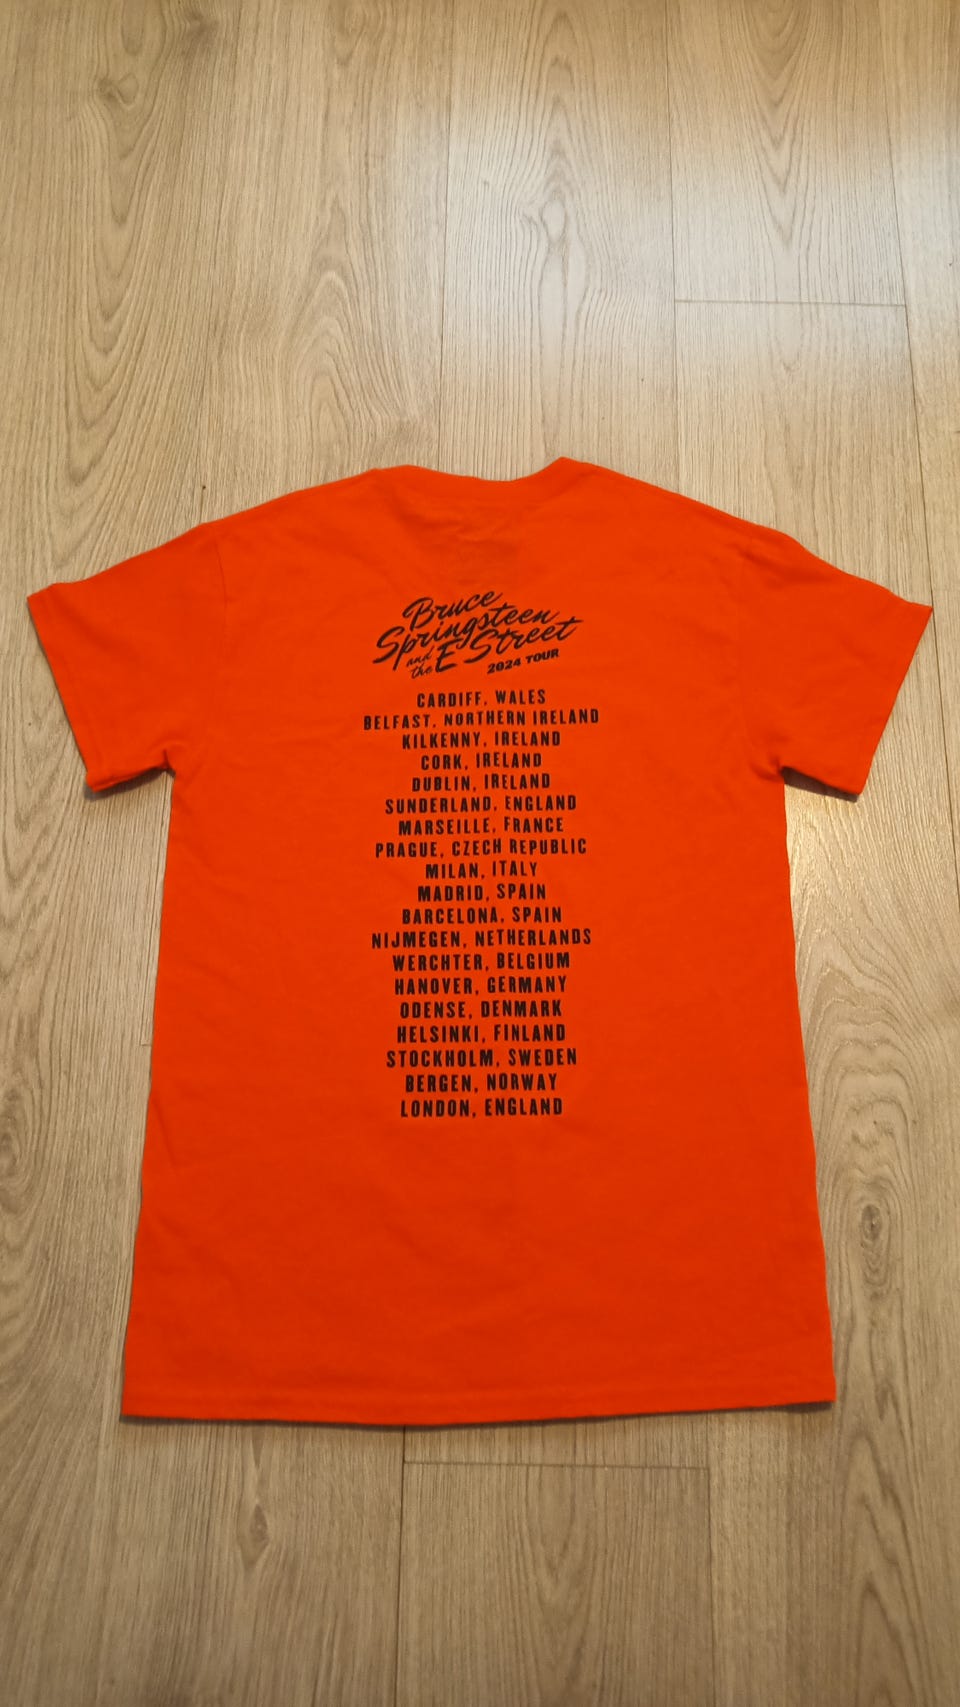 Bruce
Springsteen
and the E Street
2024 TOUR
CARDIFF, WALES
BELFAST, NORTHERN IRELAND
KILKENNY, IRELAND
CORK, IRELAND
DUBLIN, IRELAND
SUNDERLAND, ENGLAND
MARSEILLE, FRANCE
PRAGUE, CZECH REPUBLIC
MILAN, ITALY
MADRID, SPAIN
BARCELONA, SPAIN
NIJMEGEN, NETHERLANDS
WERCHTER, BELGIUM
HANOVER, GERMANY
ODENSE, DENMARK
HELSINKI, FINLAND
STOCKHOLM, SWEDEN
BERGEN, NORWAY
LONDON, ENGLAND